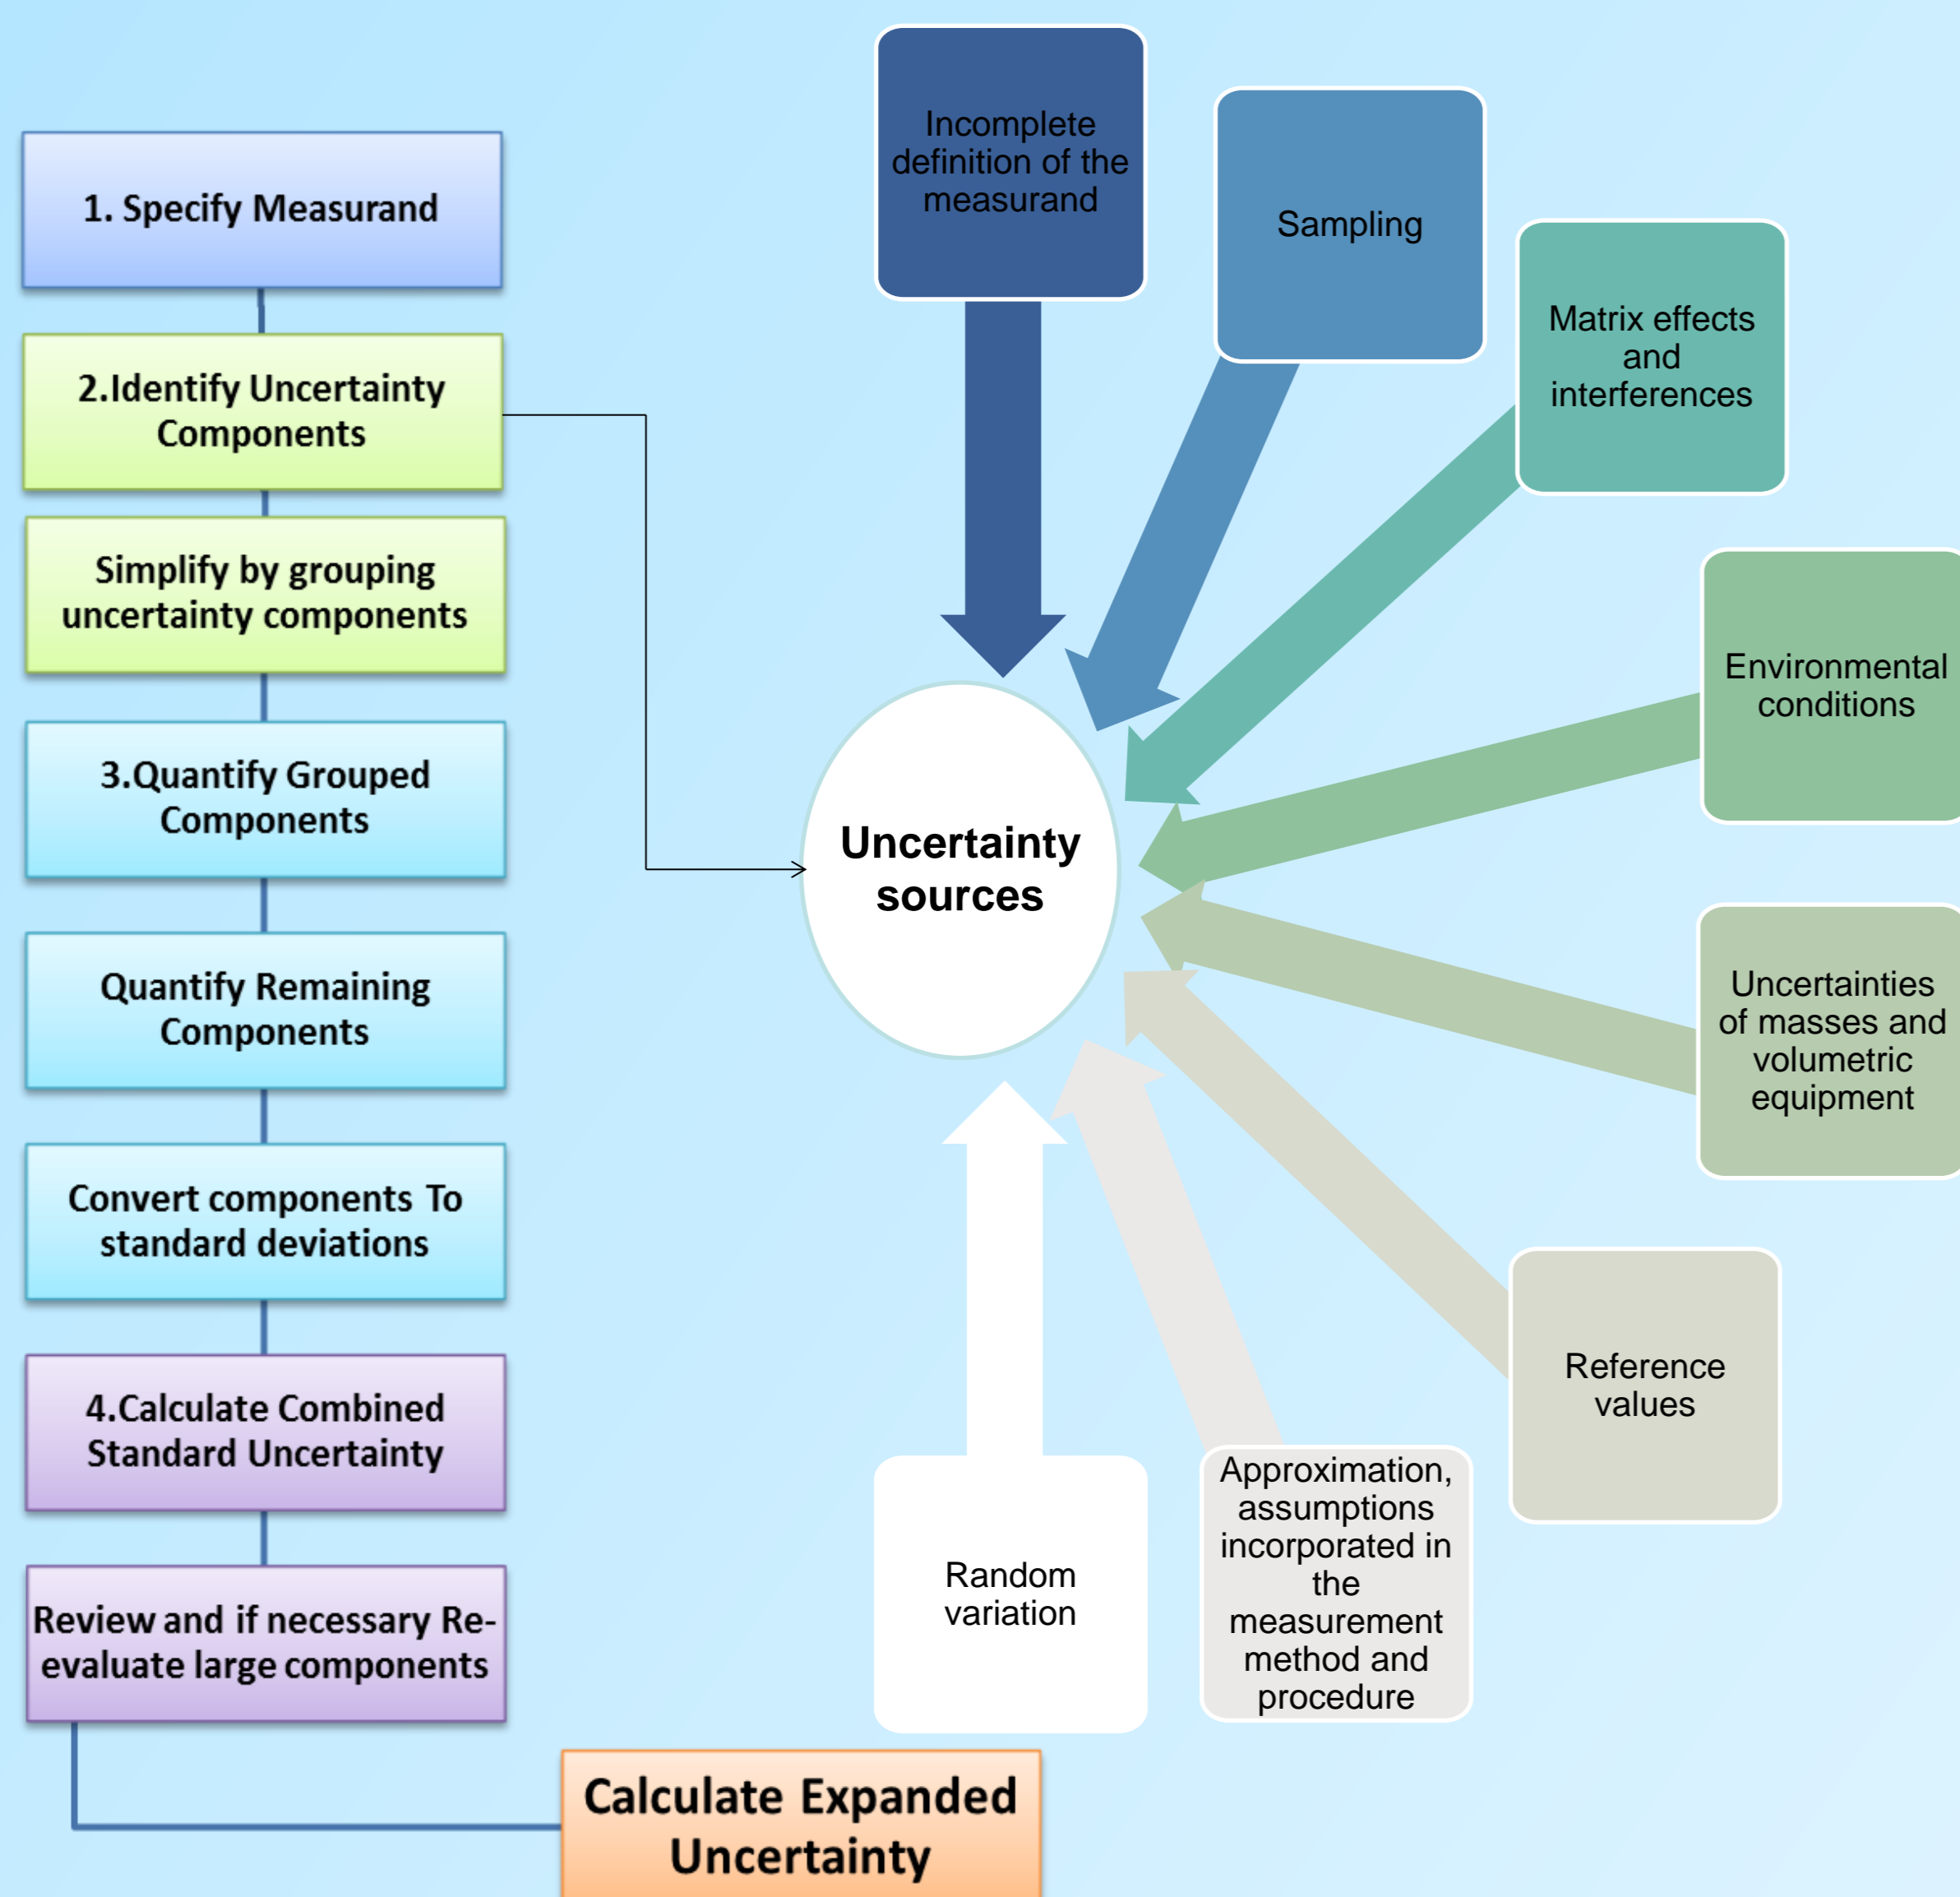 1. Specify Measurand
2.Identify Uncertainty
Components
Simplify by grouping
uncertainty components
3.Quantify Grouped
Components
Quantify Remaining
Components
Convert components To
standard deviations
4.Calculate Combined
Standard Uncertainty
Review and if necessary Re-
evaluate large components
Calculate Expanded
Uncertainty
Uncertainty
sources
Incomplete
definition of the
measurand
Sampling
Matrix effects
and
interferences
Environmental
conditions
Uncertainties
of masses and
volumetric
equipment
Reference
values
Approximation,
assumptions
incorporated in
the
measurement
method and
procedure
Random
variation